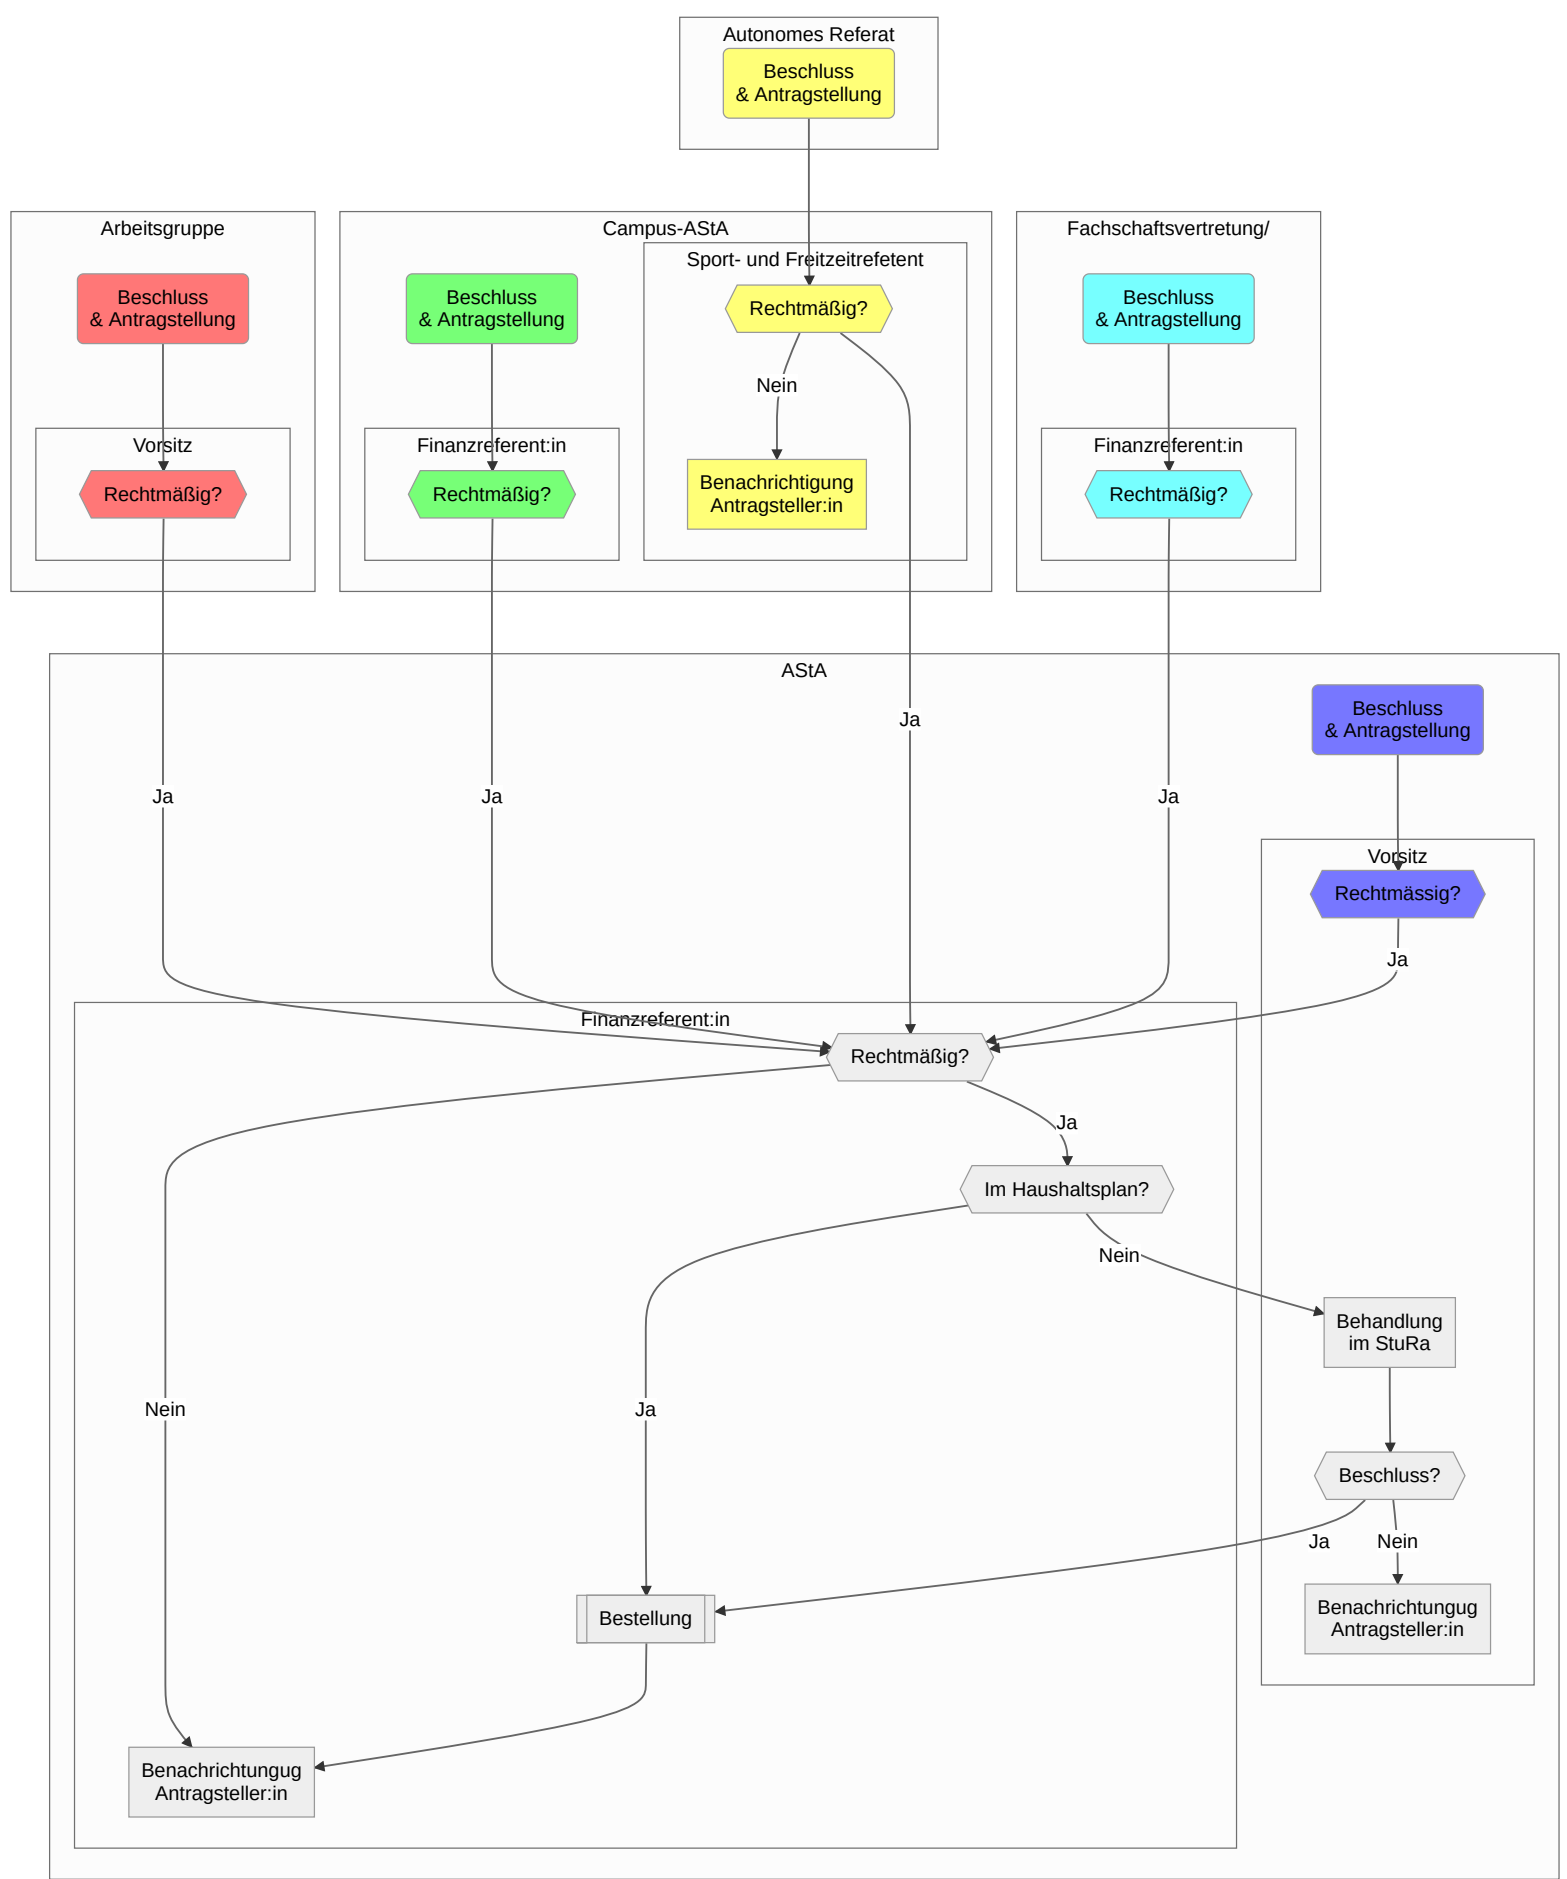 Autonomes Referat
Beschluss
& Antragstellung
Arbeitsgruppe
Campus-AStA
Fachschaftsvertretung/
Sport- und Freitzeitrefetent
Beschluss
& Antragstellung
Beschluss
& Antragstellung
Rechtmäßig?
Beschluss
& Antragstellung
Nein
Vorsitz
Finanzreferent:in
Finanzreferent:in
Rechtmäßig?
Rechtmäßig?
Benachrichtigung
Antragsteller:in
Rechtmäßig?
AStA
Ja
Beschluss
& Antragstellung
Ja
Ja
Ja
Vorsitz
Rechtmässig?
Ja
Finanzreferent:in
Rechtmäßig?
Ja
Im Haushaltsplan?
Nein
Behandlung
im StuRa
Nein
Ja
Beschluss?
Ja
Nein
Bestellung
Benachrichtungug
Antragsteller:in
Benachrichtungug
Antragsteller:in